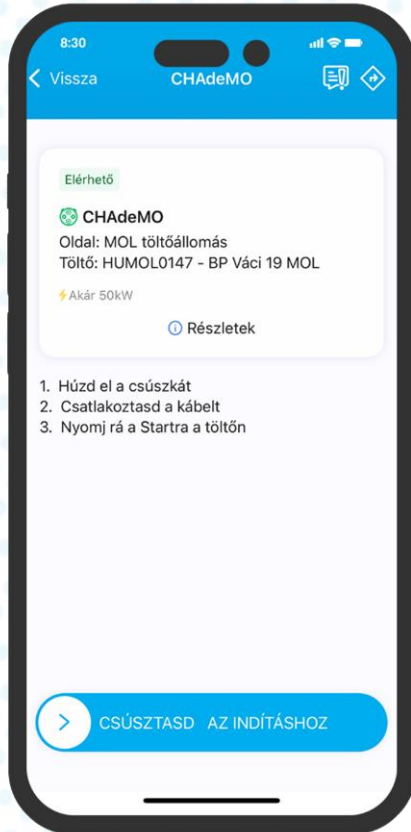 8:30
Vissza CHAdeMO
Elérhető
CHAdeMO
Oldal: MOL töltőállomás
Töltő: HUMOL0147 - BP Váci 19 MOL
Akár 50kW
Részletek
1. Húzd el a csúszkát
2. Csatlakoztasd a kábelt
3. Nyomj rá a Startra a töltőn
CSÚSZTASD AZ INDÍTÁSHOZ